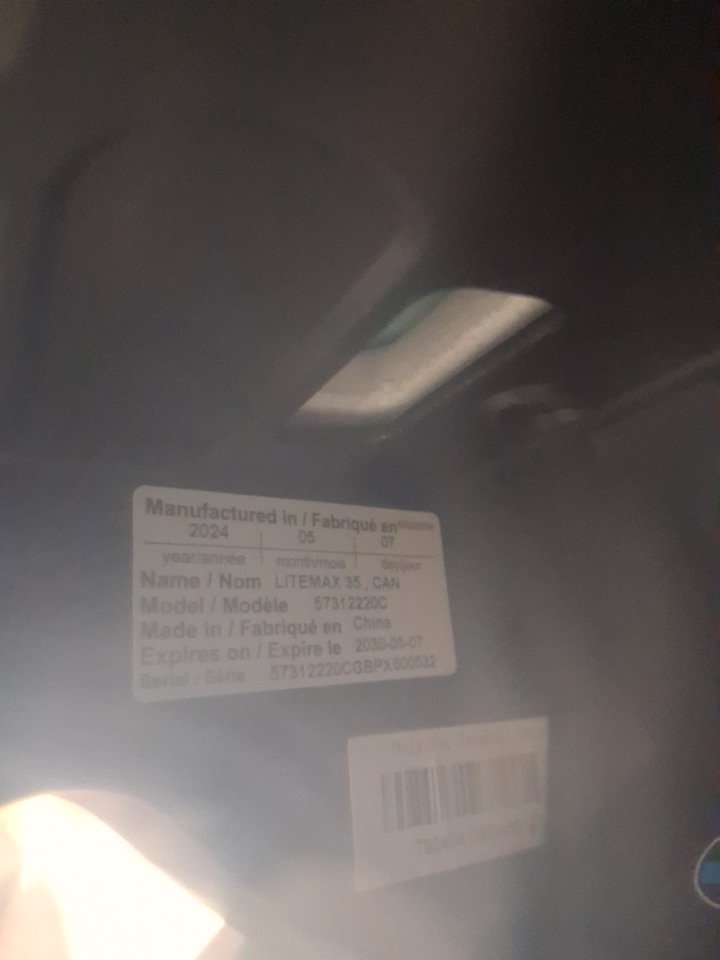 Manufactured in / Fabriqué en
2024 05 07
year/année month/mois day/jour
Name / Nom LITEMAX 35 , CAN
Model / Modèle 57312220C
Made in / Fabriqué en China
Expires on / Expire le 2030-05-07
Serial / Série 57312220CGBPX000532